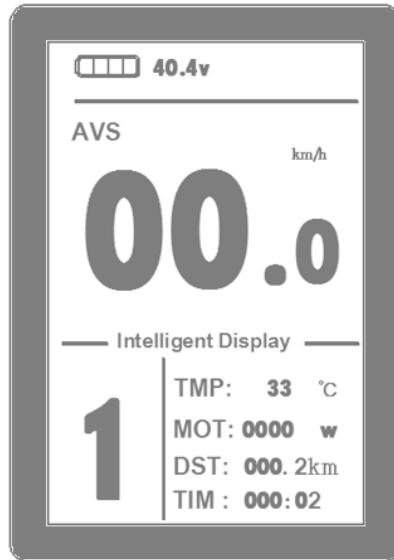 40.4v
AVS
km/h
00.0
Intelligent Display
1
TMP: 33 °C
MOT: 0000 w
DST: 000.2km
TIM : 000:02